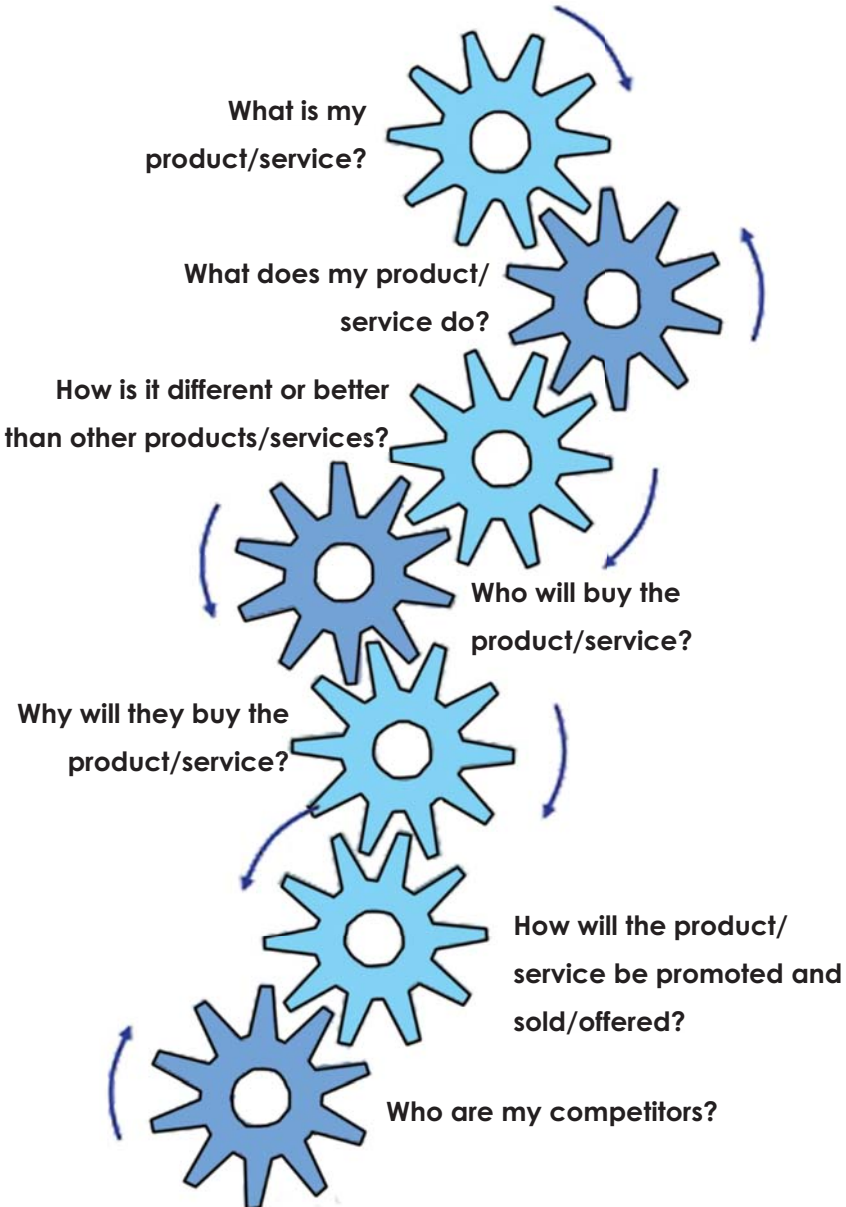 What is my
product/service?
What does my product/
service do?
How is it different or better
than other products/services?
Who will buy the
product/service?
Why will they buy the
product/service?
How will the product/
service be promoted and
sold/offered?
Who are my competitors?